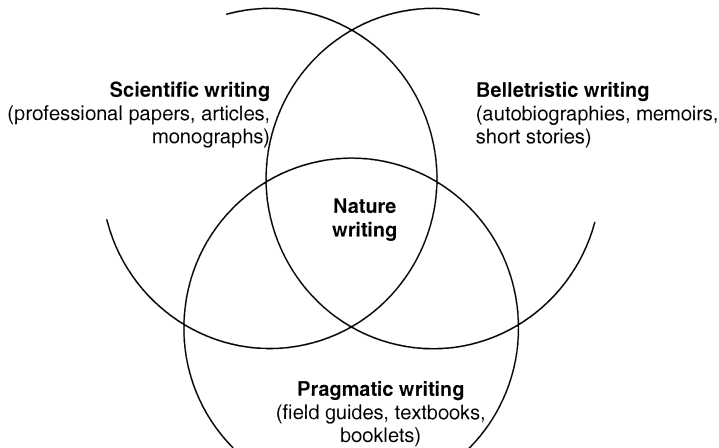 Scientific writing
(professional papers, articles,
monographs)
Belletristic writing
(autobiographies, memoirs,
short stories)
Nature
writing
Pragmatic writing
(field guides, textbooks,
booklets)